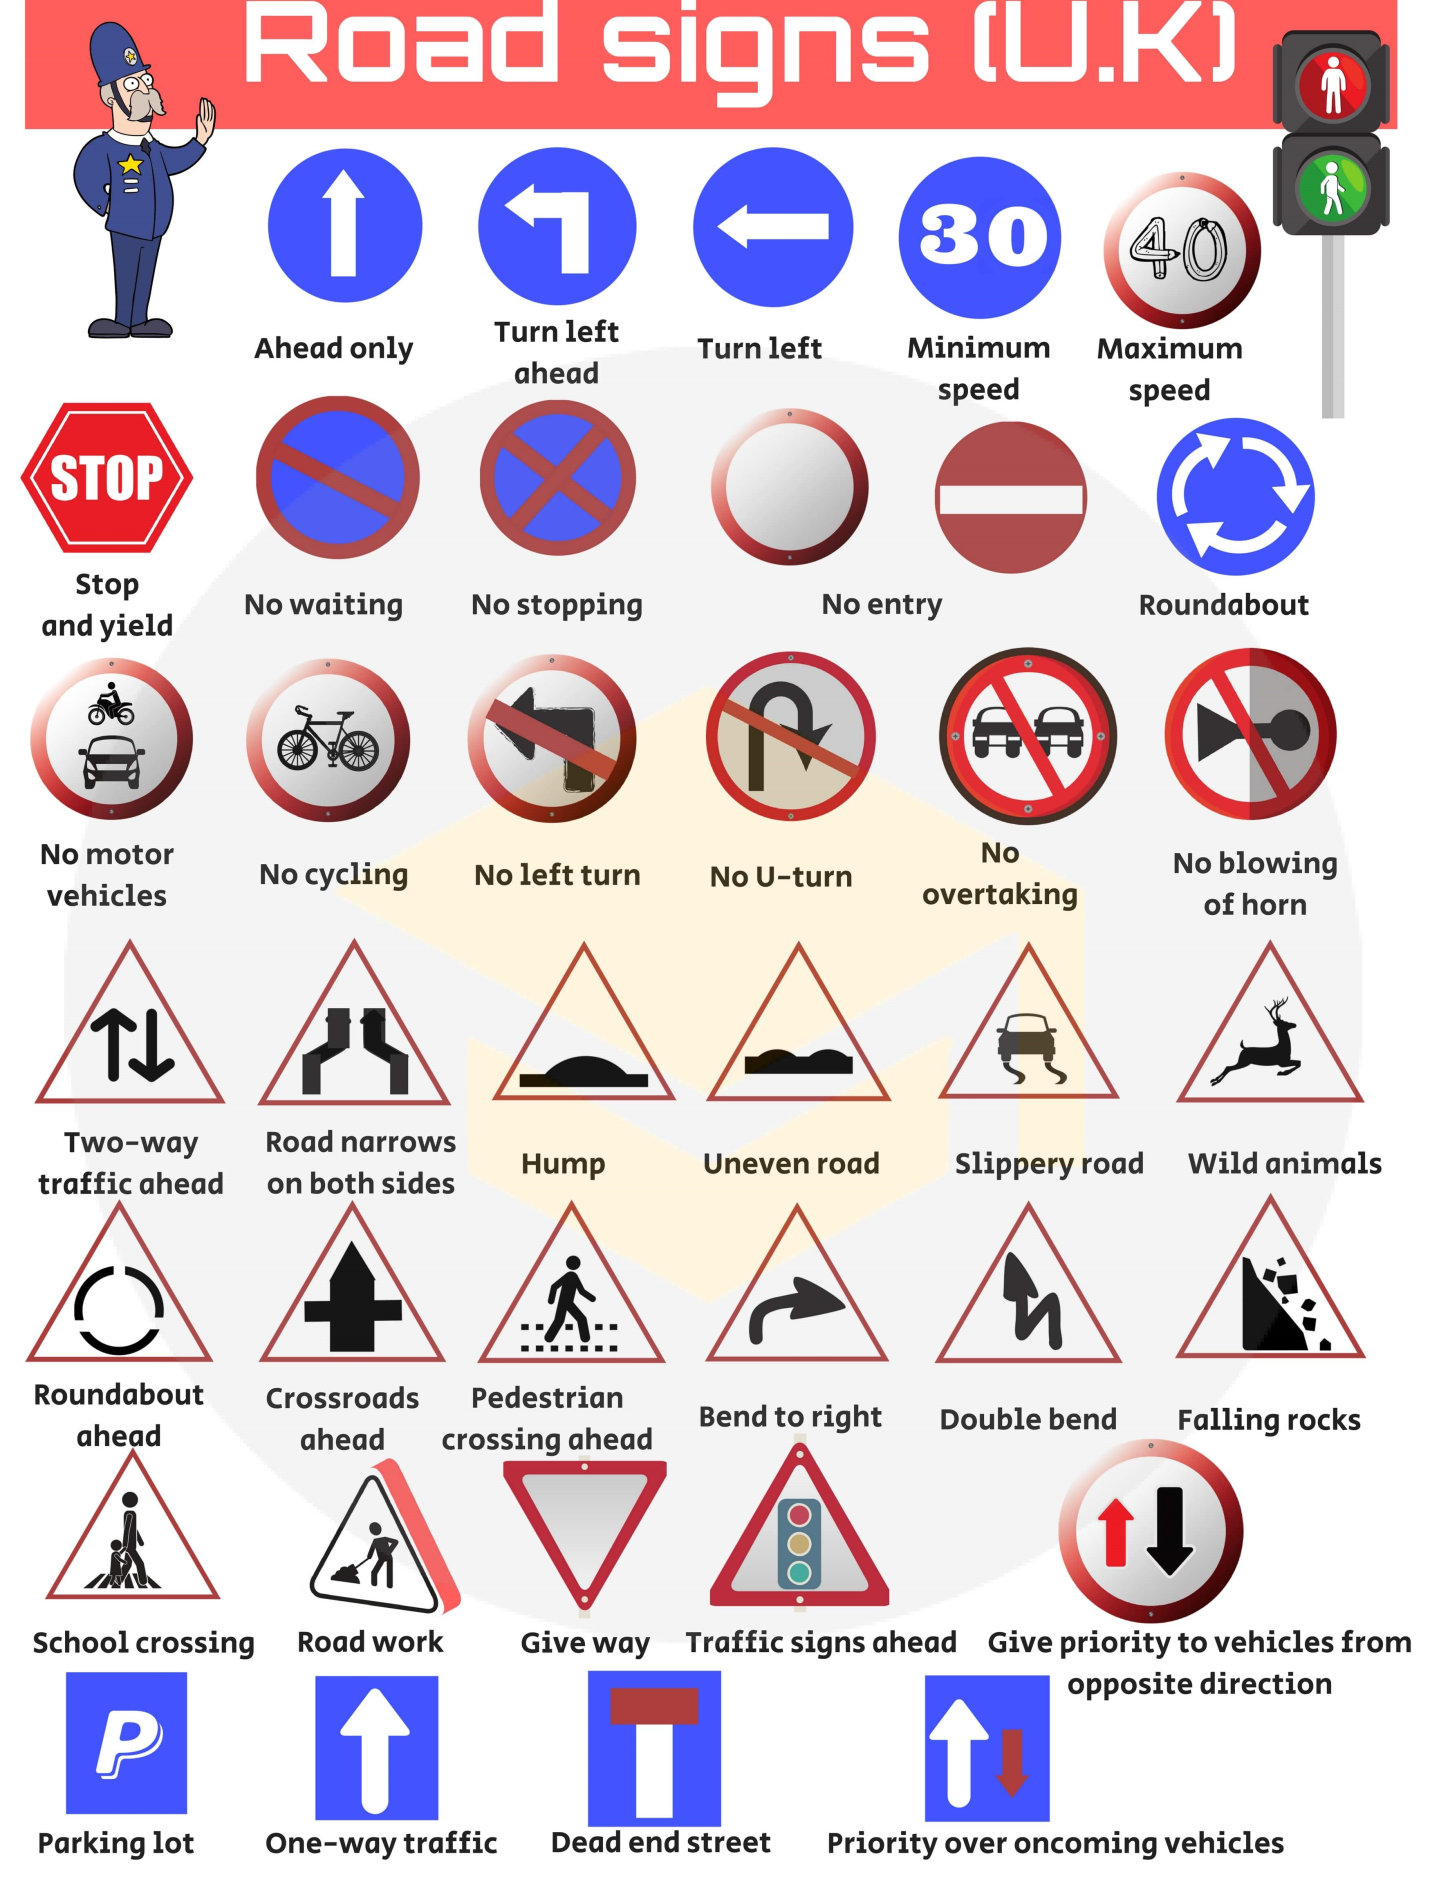 Road signs (U.K)
30
40
Ahead only
Turn left
ahead
Turn left
Minimum
speed
Maximum
speed
STOP
Stop
and yield
No waiting
No stopping
No entry
Roundabout
No motor
vehicles
No cycling
No left turn
No U-turn
No
overtaking
No blowing
of horn
Two-way
traffic ahead
Road narrows
on both sides
Hump
Uneven road
Slippery road
Wild animals
Roundabout
ahead
Crossroads
ahead
Pedestrian
crossing ahead
Bend to right
Double bend
Falling rocks
School crossing
Road work
Give way
Traffic signs ahead
Give priority to vehicles from
opposite direction
P
Parking lot
One-way traffic
Dead end street
Priority over oncoming vehicles